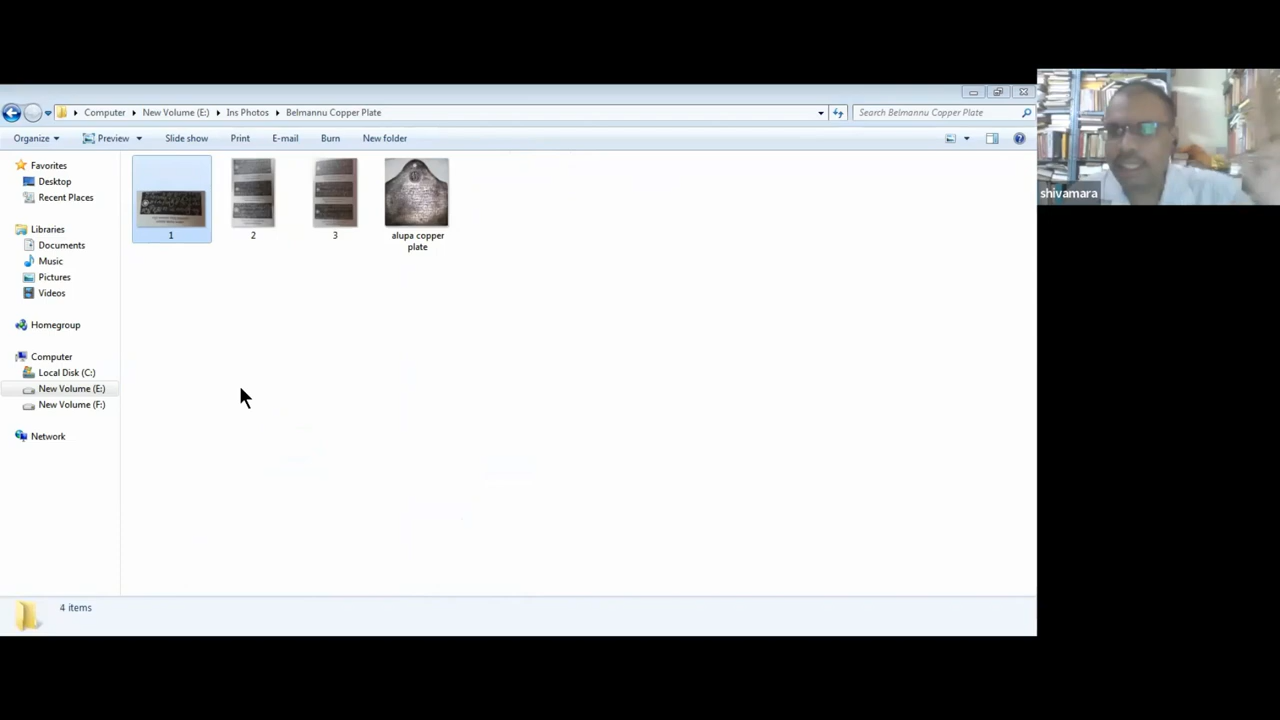 Computer
New Volume (E:)
Ins Photos
Belmannu Copper Plate
Search Belmannu Copper Plate
Organize
Preview
Slide show
Print
E-mail
Burn
New folder
Favorites
Desktop
Recent Places
Libraries
Documents
Music
Pictures
Videos
Homegroup
Computer
Local Disk (C:)
New Volume (E:)
New Volume (F:)
Network
1
2
3
alupa copper
plate
4 items
shivamara